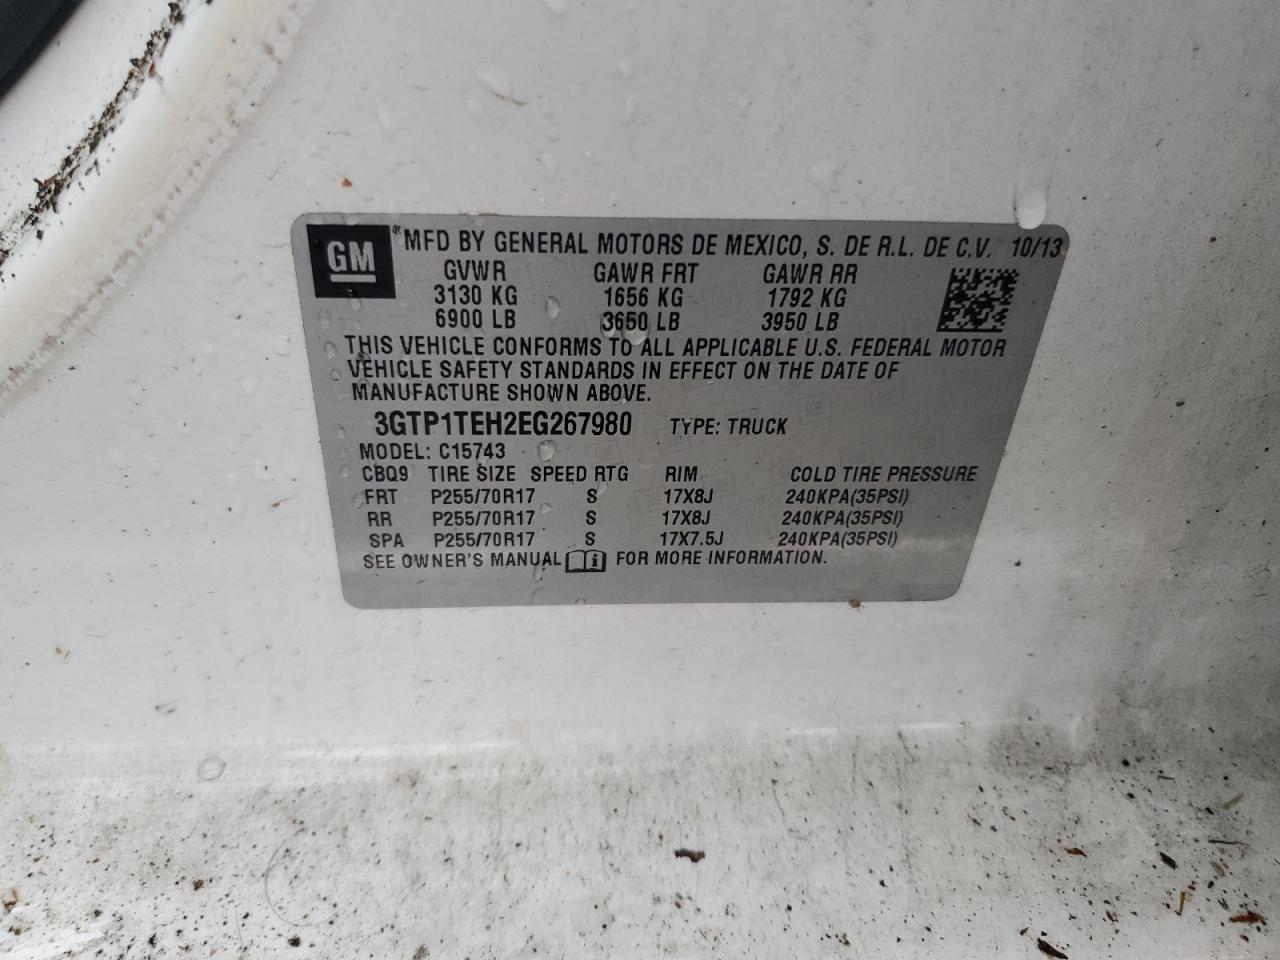 GM ® MFD BY GENERAL MOTORS DE MEXICO, S. DE R.L. DE C.V. 10/13
GVWR GAWR FRT GAWR RR
3130 KG 1656 KG 1792 KG
6900 LB 3650 LB 3950 LB
THIS VEHICLE CONFORMS TO ALL APPLICABLE U.S. FEDERAL MOTOR
VEHICLE SAFETY STANDARDS IN EFFECT ON THE DATE OF
MANUFACTURE SHOWN ABOVE.
3GTP1TEH2EG267980 TYPE: TRUCK
MODEL: C15743
CBQ9 TIRE SIZE SPEED RTG RIM COLD TIRE PRESSURE
FRT P255/70R17 S 17X8J 240KPA(35PSI)
RR P255/70R17 S 17X8J 240KPA(35PSI)
SPA P255/70R17 S 17X7.5J 240KPA(35PSI)
SEE OWNER'S MANUAL i FOR MORE INFORMATION.